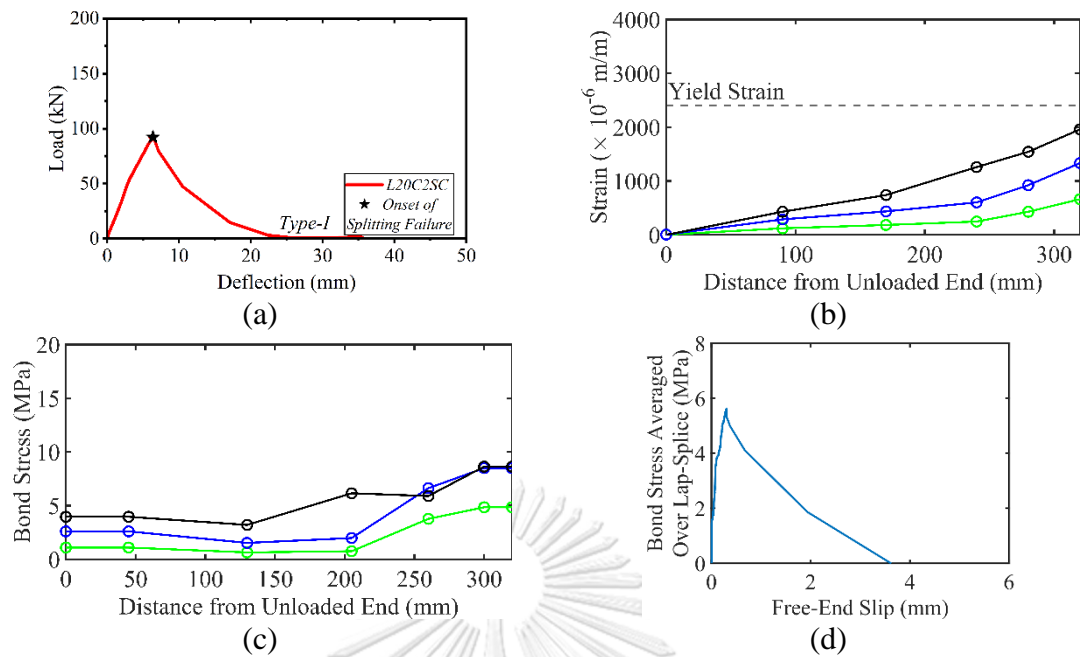 200
150
100
50
0
0
10
20
30
40
50
Load (kN)
Deflection (mm)
L20C2SC
Onset of
Splitting Failure
Type-I
(a)
4000
3000
2000
1000
0
0
100
200
300
Strain (× 10⁻⁶ m/m)
Yield Strain
Distance from Unloaded End (mm)
(b)
20
15
10
5
0
0
50
100
150
200
250
300
Bond Stress (MPa)
Distance from Unloaded End (mm)
(c)
8
6
4
2
0
0
2
4
6
Bond Stress Averaged
Over Lap-Splice (MPa)
Free-End Slip (mm)
(d)